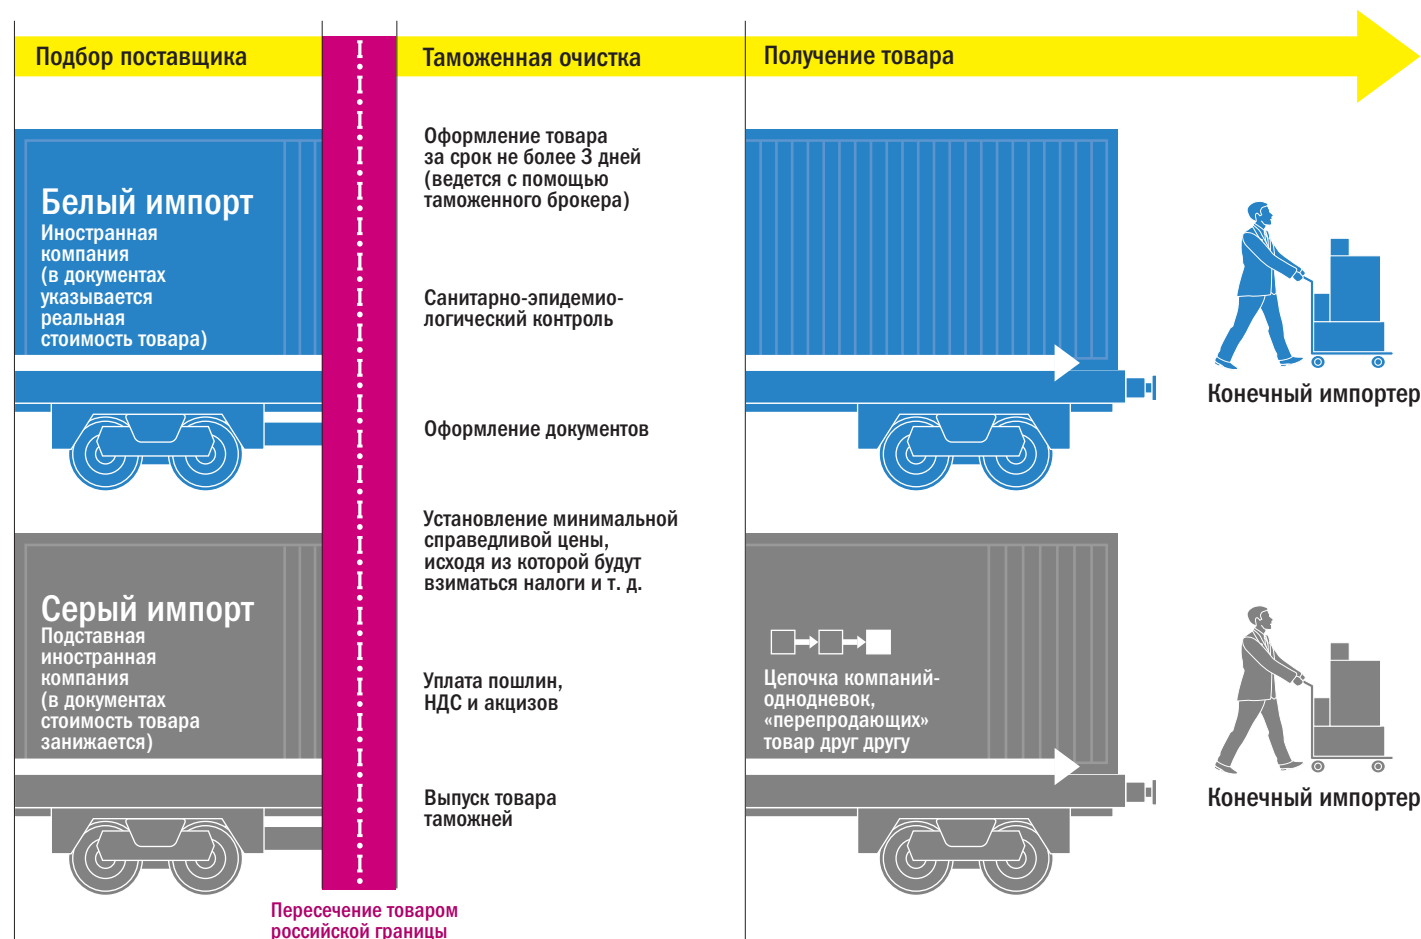 Подбор поставщика
Таможенная очистка
Получение товара
Белый импорт
Иностранная
компания
(в документах
указывается
реальная
стоимость товара)
Оформление товара
за срок не более 3 дней
(ведется с помощью
таможенного брокера)
Санитарно-эпидемио-
логический контроль
Оформление документов
Установление минимальной
справедливой цены,
исходя из которой будут
взиматься налоги и т. д.
Уплата пошлин,
НДС и акцизов
Выпуск товара
таможней
Конечный импортер
Серый импорт
Подставная
иностранная
компания
(в документах
стоимость товара
занижается)
Цепочка компаний-
однодневок,
«перепродающих»
товар друг другу
Конечный импортер
Пересечение товаром
российской границы